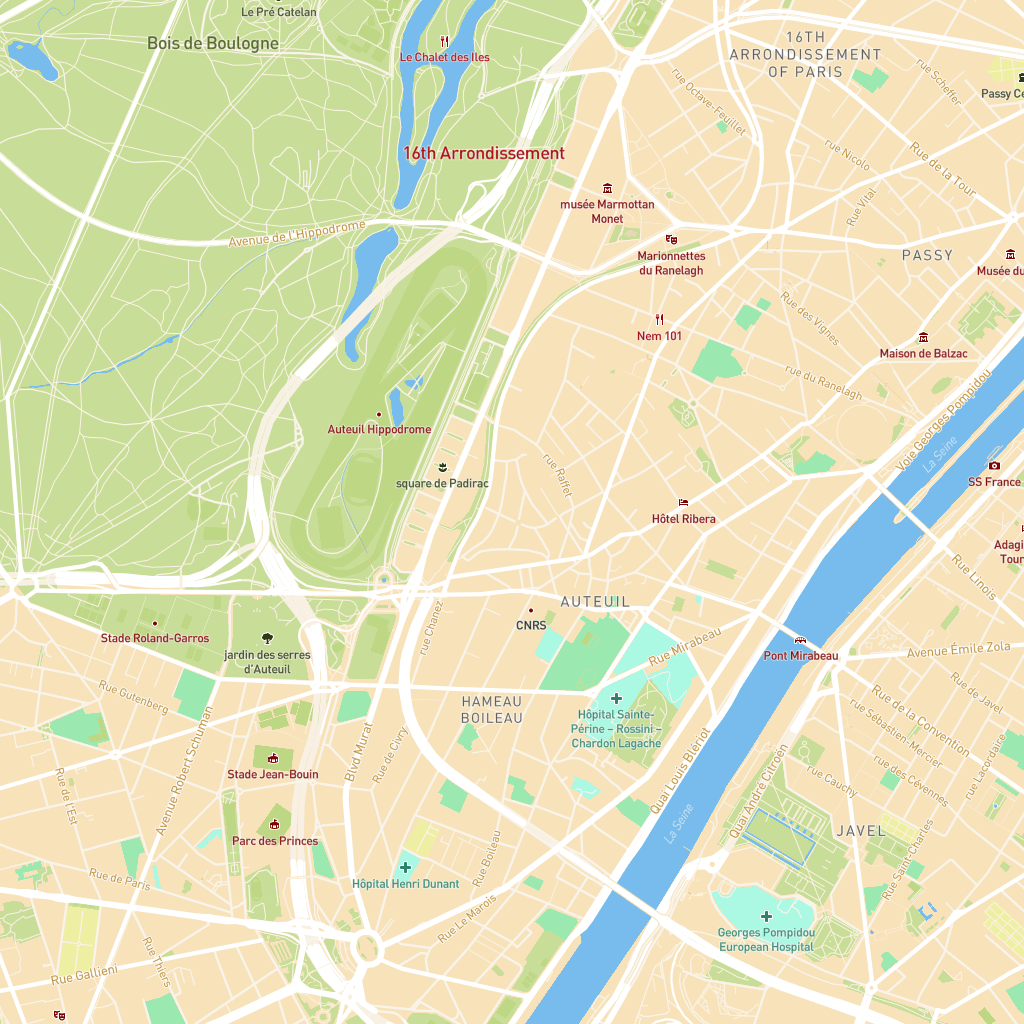 Le Pré Catelan
Bois de Boulogne
Le Chalet des Iles
16TH
ARRONDISSEMENT
OF PARIS
rue Scheffer
Passy Ce
rue Octave-Feuillet
16th Arrondissement
rue Nicolo
Rue de la Tour
musée Marmottan
Monet
Rue Vital
Avenue de l'Hippodrome
Marionnettes
du Ranelagh
PASSY
Musée du
Rue des Vignes
Nem 101
Maison de Balzac
rue du Ranelagh
Voie Georges Pompidou
Auteuil Hippodrome
La Seine
square de Padirac
rue Raffet
SS France
Hôtel Ribera
Adagi
Tour
Rue Linois
rue Chanez
AUTEUIL
CNRS
Stade Roland-Garros
jardin des serres
d'Auteuil
Rue Mirabeau
Pont Mirabeau
Avenue Émile Zola
Rue Gutenberg
HAMEAU
BOILEAU
Rue de Javel
Rue de la Convention
Hôpital Sainte-
Périne – Rossini –
Chardon Lagache
rue Sébastien-Mercier
Avenue Robert Schuman
Blvd Murat
Rue de Civry
Quai Louis Blériot
rue Lacordaire
Stade Jean-Bouin
rue Cauchy
rue des Cévennes
Rue de l'Est
Quai André Citroën
La Seine
Parc des Princes
JAVEL
Rue Boileau
Rue Saint-Charles
Rue de Paris
Hôpital Henri Dunant
Rue Le Marois
Georges Pompidou
European Hospital
Rue Thiers
Rue Gallieni